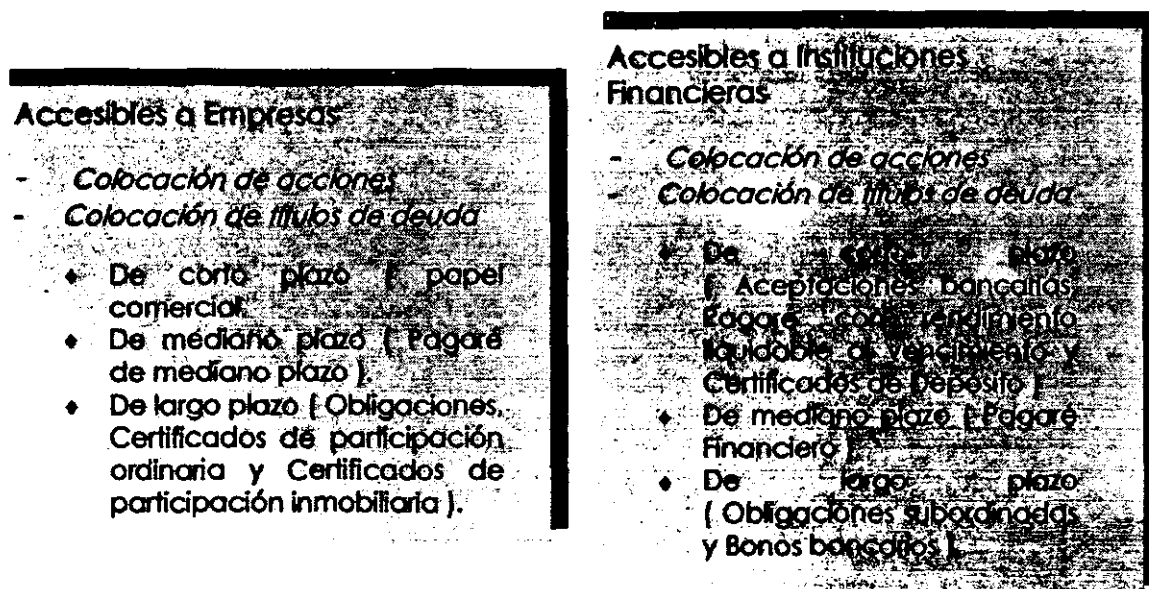 Accesibles a Empresas
- Colocación de acciones
- Colocación de títulos de deuda
♦ De corto plazo ( papel
comercial.
♦ De mediano plazo ( Pagaré
de mediano plazo ).
♦ De largo plazo ( Obligaciones,
Certificados de participación
ordinaria y Certificados de
participación inmobiliaria ).
Accesibles a Instituciones
Financieras
- Colocación de acciones
- Colocación de títulos de deuda
♦ De corto plazo
( Aceptaciones bancarias,
Pagaré con rendimiento
liquidable al vencimiento y
Certificados de Depósito )
♦ De mediano plazo ( Pagaré
Financiero ).
♦ De largo plazo
( Obligaciones subordinadas
y Bonos bancarios ).